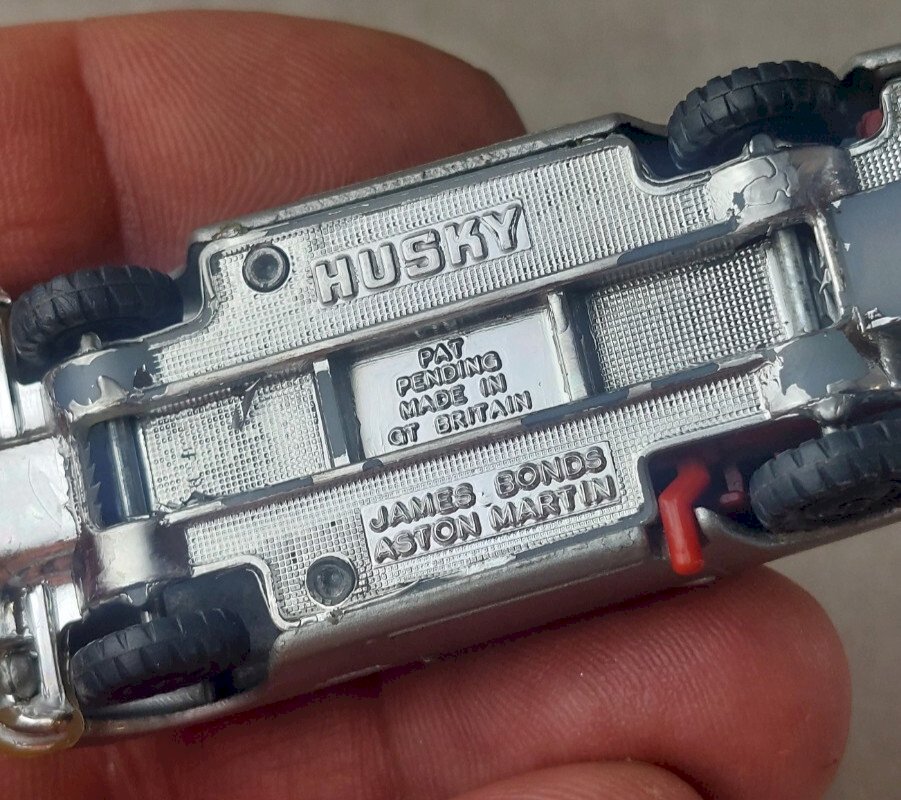 HUSKY
PAT
PENDING
MADE IN
GT BRITAIN
JAMES BONDS
ASTON MARTIN